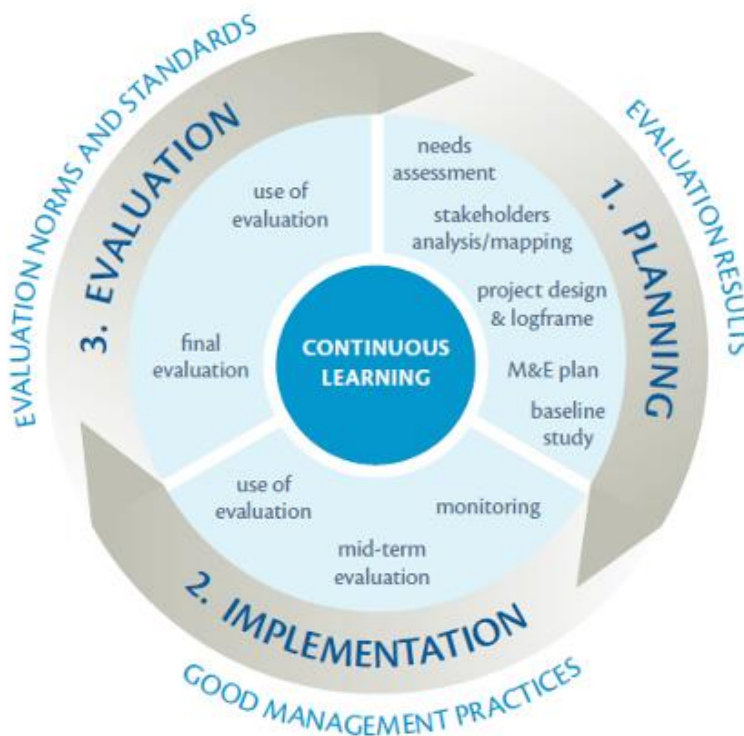 EVALUATION NORMS AND STANDARDS
EVALUATION RESULTS
GOOD MANAGEMENT PRACTICES
1. PLANNING
needs
assessment
stakeholders
analysis/mapping
project design
& logframe
M&E plan
baseline
study
2. IMPLEMENTATION
monitoring
mid-term
evaluation
use of
evaluation
3. EVALUATION
final
evaluation
use of
evaluation
CONTINUOUS
LEARNING